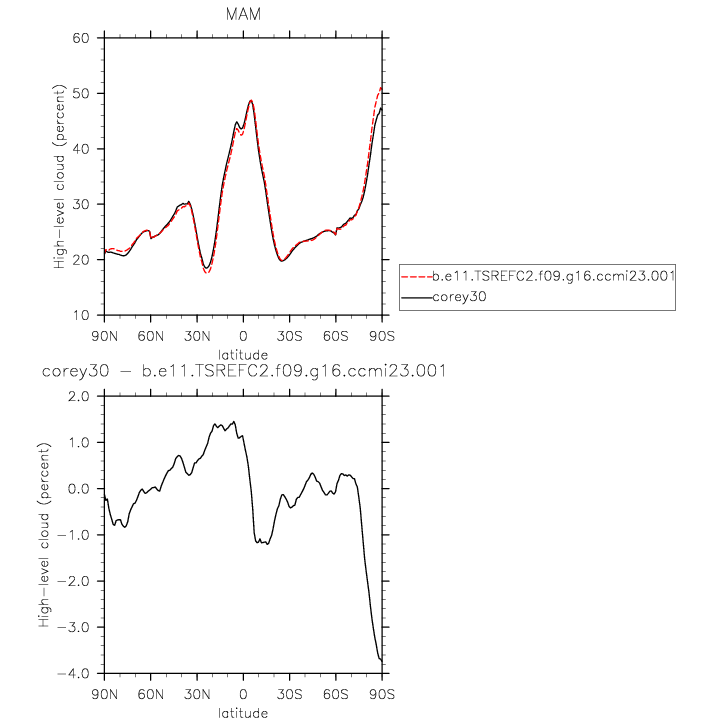 MAM
60
50
40
30
20
10
High-level cloud (percent)
90N 60N 30N 0 30S 60S 90S
latitude
b.e11.TSREFC2.f09.g16.ccmi23.001
corey30
corey30 - b.e11.TSREFC2.f09.g16.ccmi23.001
2.0
1.0
0.0
-1.0
-2.0
-3.0
-4.0
High-level cloud (percent)
90N 60N 30N 0 30S 60S 90S
latitude